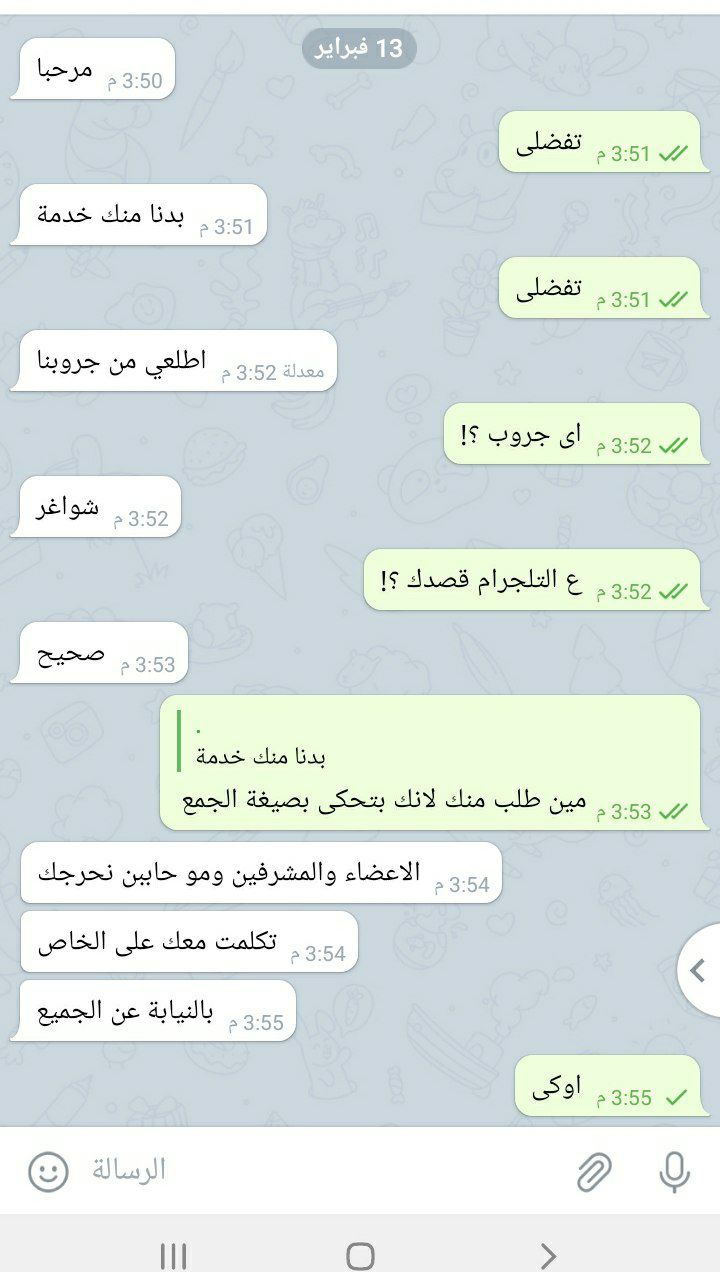 13 فبراير
مرحبا 3:50 م
تفضلى 3:51 م
بدنا منك خدمة 3:51 م
تفضلى 3:51 م
اطلعي من جروبنا معدلة 3:52 م
اى جروب ؟! 3:52 م
شواغر 3:52 م
ع التلجرام قصدك ؟! 3:52 م
صحيح 3:53 م
.
بدنا منك خدمة
مين طلب منك لانك بتحكى بصيغة الجمع 3:53 م
الاعضاء والمشرفين ومو حاببن نحرجك 3:54 م
تكلمت معك على الخاص 3:54 م
بالنيابة عن الجميع 3:55 م
اوكى 3:55 م
الرسالة